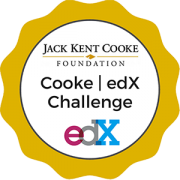 JACK KENT COOKE
FOUNDATION
Cooke | edX
Challenge
edX